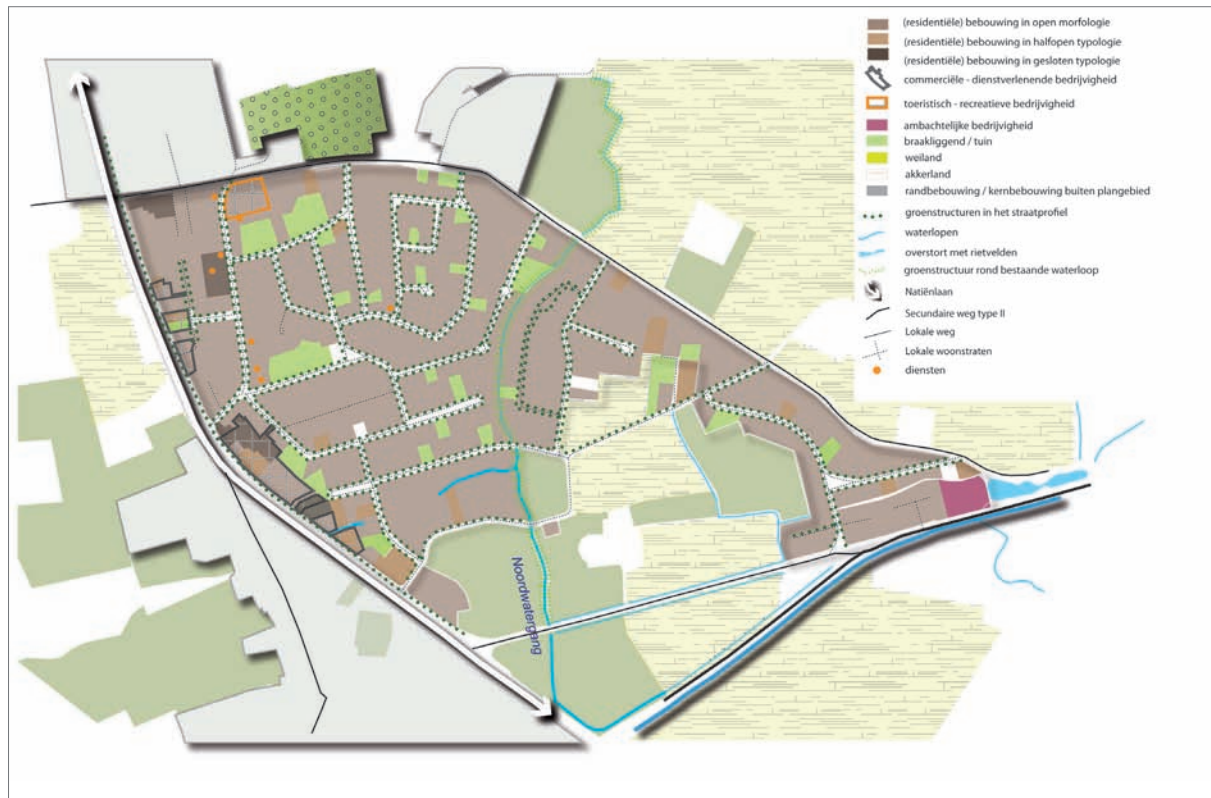 (residentiële) bebouwing in open morfologie
(residentiële) bebouwing in halfopen typologie
(residentiële) bebouwing in gesloten typologie
commerciële - dienstverlenende bedrijvigheid
toeristisch - recreatieve bedrijvigheid
ambachtelijke bedrijvigheid
braakliggend / tuin
weiland
akkerland
randbebouwing / kernbebouwing buiten plangebied
groenstructuren in het straatprofiel
waterlopen
overstort met rietvelden
groenstructuur rond bestaande waterloop
Natiënlaan
Secundaire weg type II
Lokale weg
Lokale woonstraten
diensten
Noordwatergang